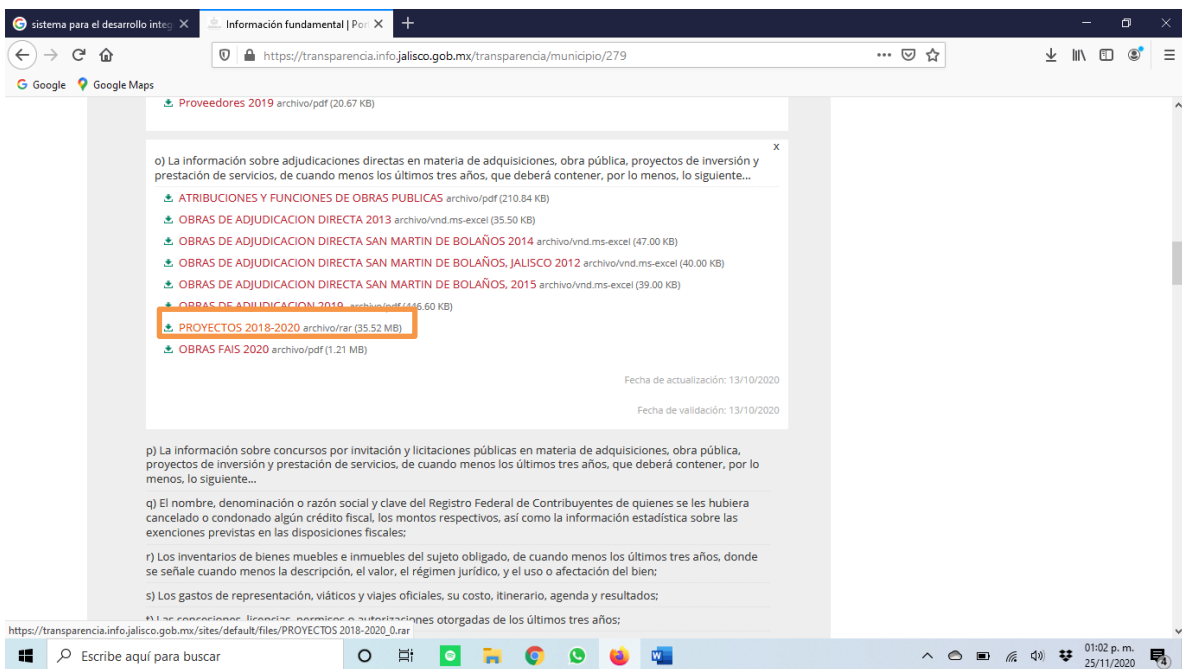 sistema para el desarrollo integ
Información fundamental | Por
https://transparencia.info.jalisco.gob.mx/transparencia/municipio/279
Google
Google Maps
Proveedores 2019 archivo/pdf (20.67 KB)
x
o) La información sobre adjudicaciones directas en materia de adquisiciones, obra pública, proyectos de inversión y
prestación de servicios, de cuando menos los últimos tres años, que deberá contener, por lo menos, lo siguiente...
ATRIBUCIONES Y FUNCIONES DE OBRAS PUBLICAS archivo/pdf (210.84 KB)
OBRAS DE ADJUDICACION DIRECTA 2013 archivo/vnd.ms-excel (35.50 KB)
OBRAS DE ADJUDICACION DIRECTA SAN MARTIN DE BOLAÑOS 2014 archivo/vnd.ms-excel (47.00 KB)
OBRAS DE ADJUDICACION DIRECTA SAN MARTIN DE BOLAÑOS, JALISCO 2012 archivo/vnd.ms-excel (40.00 KB)
OBRAS DE ADJUDICACION DIRECTA SAN MARTIN DE BOLAÑOS, 2015 archivo/vnd.ms-excel (39.00 KB)
OBRAS DE ADJUDICACION 2019 archivo/pdf (446.60 KB)
PROYECTOS 2018-2020 archivo/rar (35.52 MB)
OBRAS FAIS 2020 archivo/pdf (1.21 MB)
Fecha de actualización: 13/10/2020
Fecha de validación: 13/10/2020
p) La información sobre concursos por invitación y licitaciones públicas en materia de adquisiciones, obra pública,
proyectos de inversión y prestación de servicios, de cuando menos los últimos tres años, que deberá contener, por lo
menos, lo siguiente...
q) El nombre, denominación o razón social y clave del Registro Federal de Contribuyentes de quienes se les hubiera
cancelado o condonado algún crédito fiscal, los montos respectivos, así como la información estadística sobre las
exenciones previstas en las disposiciones fiscales;
r) Los inventarios de bienes muebles e inmuebles del sujeto obligado, de cuando menos los últimos tres años, donde
se señale cuando menos la descripción, el valor, el régimen jurídico, y el uso o afectación del bien;
s) Los gastos de representación, viáticos y viajes oficiales, su costo, itinerario, agenda y resultados;
t) Las concesiones, licencias, permisos o autorizaciones otorgadas de los últimos tres años;
https://transparencia.info.jalisco.gob.mx/sites/default/files/PROYECTOS 2018-2020_0.rar
Escribe aquí para buscar
01:02 p. m.
25/11/2020
4